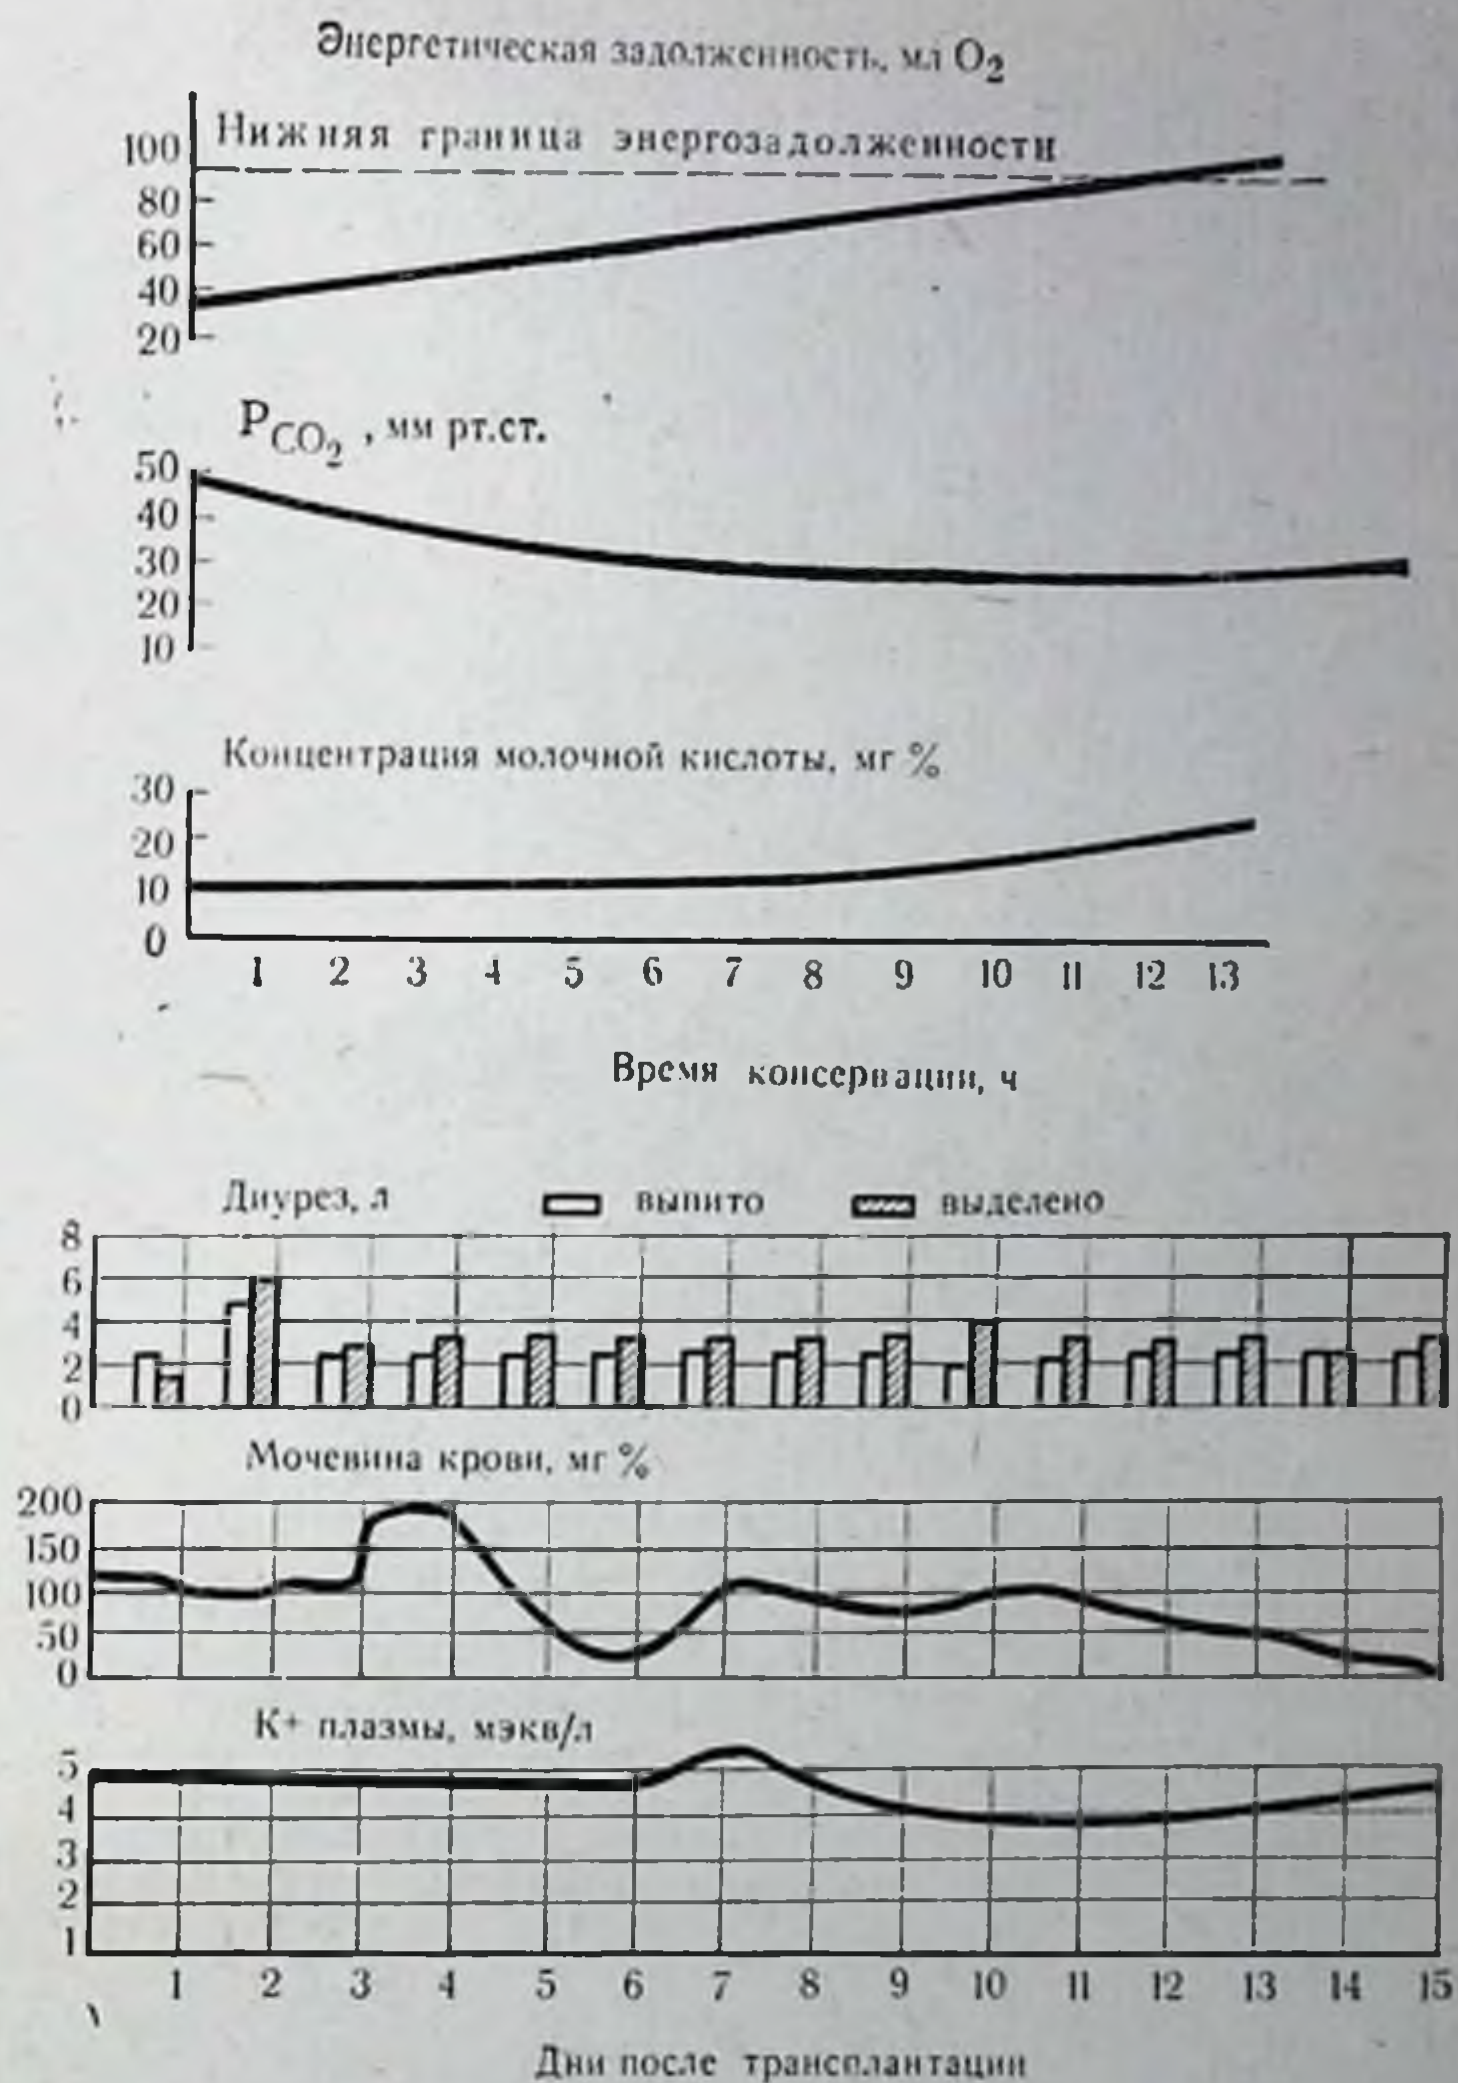 Энергетическая задолженность, мл O₂
Нижняя граница энергозадолженности
100
80
60
40
20
P_CO₂, мм рт.ст.
50
40
30
20
10
Концентрация молочной кислоты, мг %
30
20
10
0
1 2 3 4 5 6 7 8 9 10 11 12 13
Время консервации, ч
Диурез, л выпито выделено
8
6
4
2
0
Мочевина крови, мг %
200
150
100
50
0
K+ плазмы, мэкв/л
5
4
3
2
1
1 2 3 4 5 6 7 8 9 10 11 12 13 14 15
Дни после трансплантации